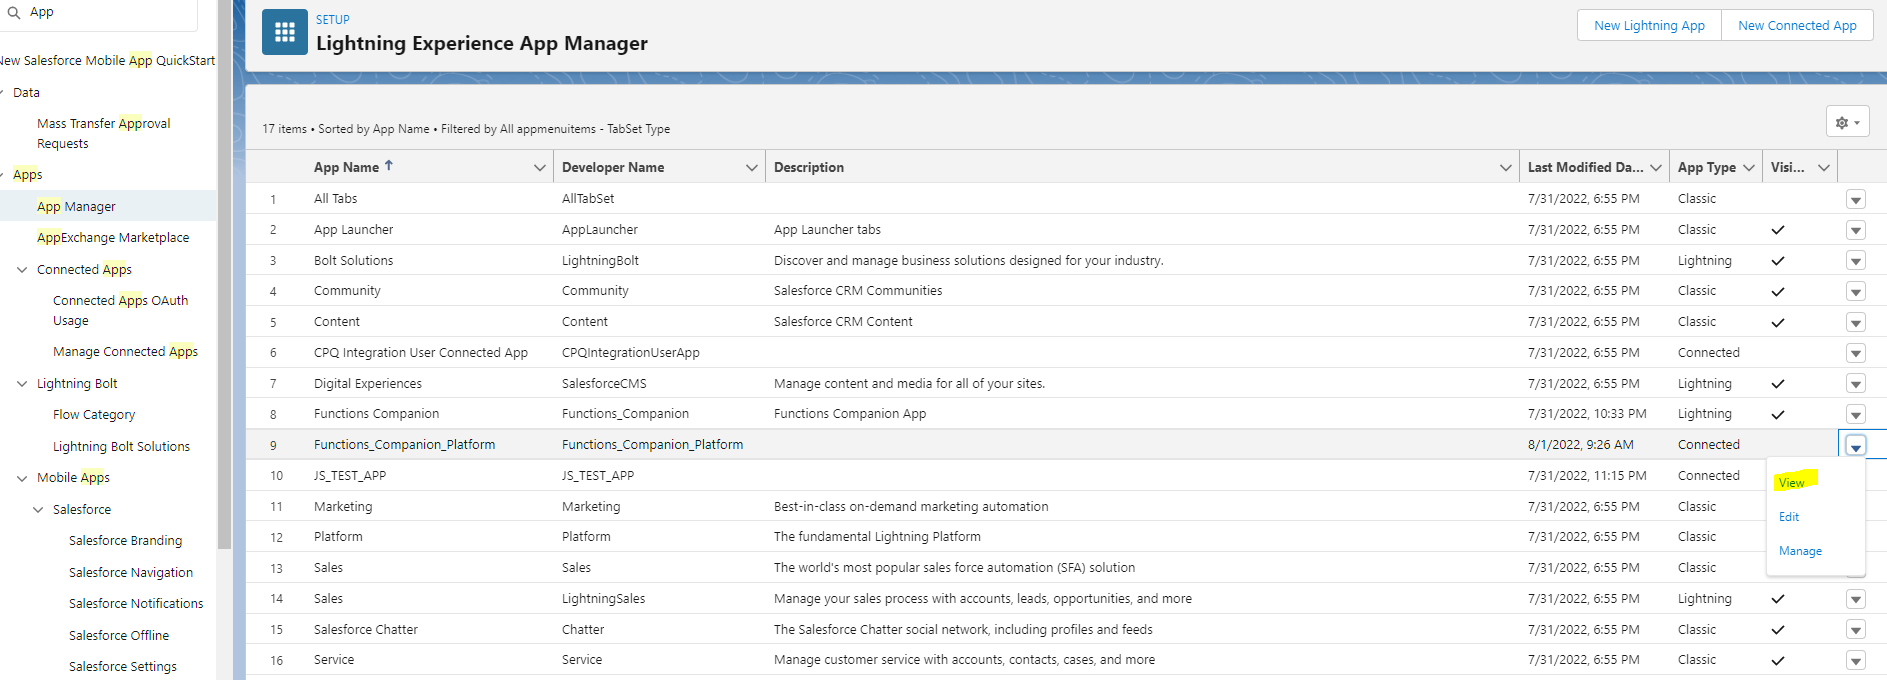 App
New Salesforce Mobile App QuickStart
Data
Mass Transfer Approval
Requests
Apps
App Manager
AppExchange Marketplace
Connected Apps
Connected Apps OAuth
Usage
Manage Connected Apps
Lightning Bolt
Flow Category
Lightning Bolt Solutions
Mobile Apps
Salesforce
Salesforce Branding
Salesforce Navigation
Salesforce Notifications
Salesforce Offline
Salesforce Settings
SETUP
Lightning Experience App Manager
New Lightning App New Connected App
17 items • Sorted by App Name • Filtered by All appmenuitems - TabSet Type
App Name Developer Name Description Last Modified Da... App Type Visi...
1 All Tabs AllTabSet 7/31/2022, 6:55 PM Classic
2 App Launcher AppLauncher App Launcher tabs 7/31/2022, 6:55 PM Classic
3 Bolt Solutions LightningBolt Discover and manage business solutions designed for your industry. 7/31/2022, 6:55 PM Lightning
4 Community Community Salesforce CRM Communities 7/31/2022, 6:55 PM Classic
5 Content Content Salesforce CRM Content 7/31/2022, 6:55 PM Classic
6 CPQ Integration User Connected App CPQIntegrationUserApp 7/31/2022, 6:55 PM Connected
7 Digital Experiences SalesforceCMS Manage content and media for all of your sites. 7/31/2022, 6:55 PM Lightning
8 Functions Companion Functions_Companion Functions Companion App 7/31/2022, 10:33 PM Lightning
9 Functions_Companion_Platform Functions_Companion_Platform 8/1/2022, 9:26 AM Connected
10 JS_TEST_APP JS_TEST_APP 7/31/2022, 11:15 PM Connected
11 Marketing Marketing Best-in-class on-demand marketing automation 7/31/2022, 6:55 PM Classic
12 Platform Platform The fundamental Lightning Platform 7/31/2022, 6:55 PM Classic
13 Sales Sales The world's most popular sales force automation (SFA) solution 7/31/2022, 6:55 PM Classic
14 Sales LightningSales Manage your sales process with accounts, leads, opportunities, and more 7/31/2022, 6:55 PM Lightning
15 Salesforce Chatter Chatter The Salesforce Chatter social network, including profiles and feeds 7/31/2022, 6:55 PM Classic
16 Service Service Manage customer service with accounts, contacts, cases, and more 7/31/2022, 6:55 PM Classic
View
Edit
Manage